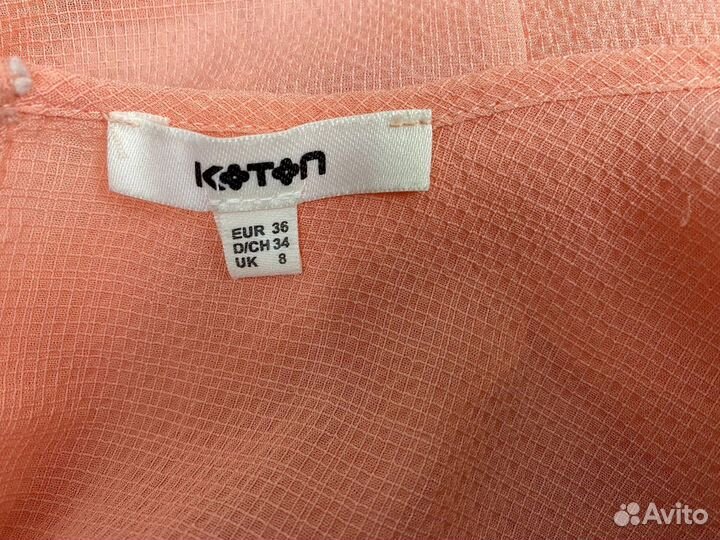 KOTON
EUR 36
D/CH 34
UK 8
Avito